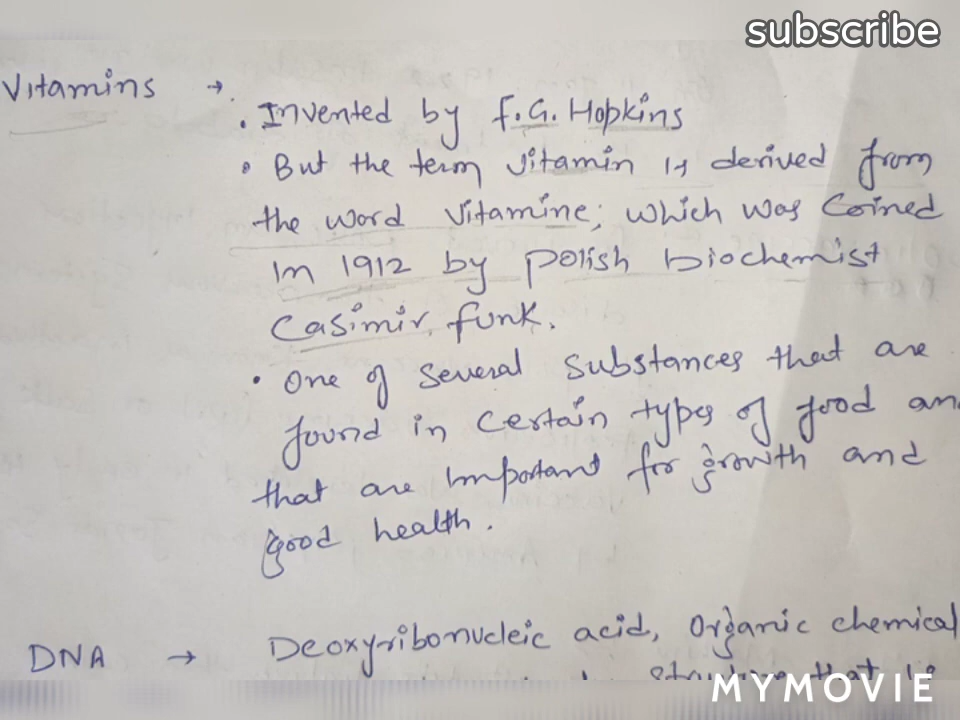 subscribe
Vitamins →
• Invented by F.G. Hopkins
• But the term vitamin is derived from
the word vitamine; which was coined
in 1912 by polish biochemist
Casimir funk.
• One of several substances that are
found in certain types of food an
that are important for growth and
good health.
DNA → Deoxyribonucleic acid, Organic chemical
that is
MYMOVIE